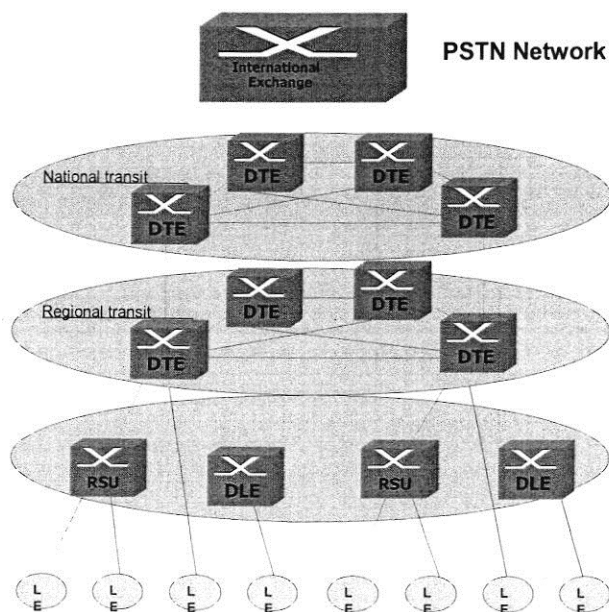 PSTN Network
International
Exchange
National transit
DTE
DTE
DTE
DTE
Regional transit
DTE
DTE
DTE
DTE
RSU
DLE
RSU
DLE
L
E
L
E
L
E
L
E
L
E
L
E
L
E
L
E